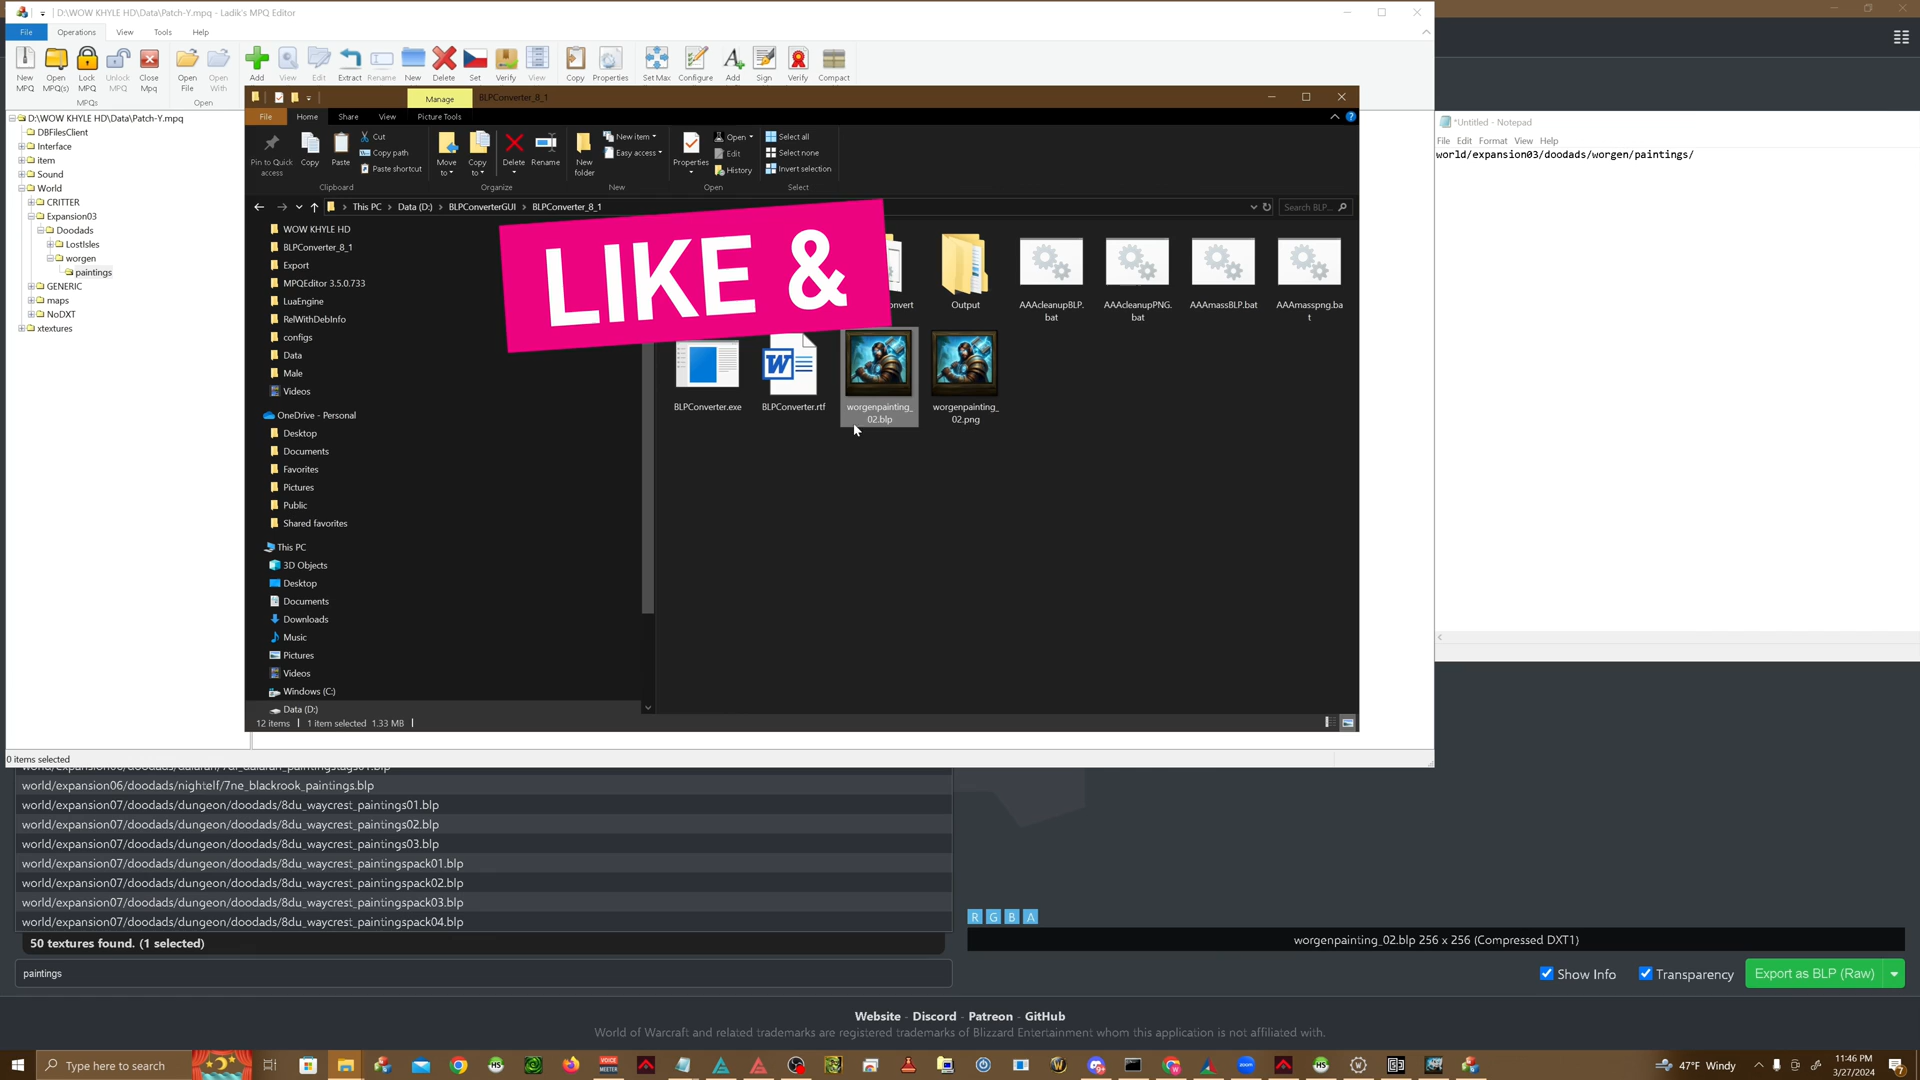 D:\WOW KHYLE HD\Data\Patch-Y.mpq - Ladik's MPQ Editor
File Operations View Tools Help
New MPQ
Open MPQ(s)
Lock MPQ
Unlock MPQ
Close Mpq
Open File
Open With
Add
View
Edit
Extract
Rename
New
Delete
Set
Verify
View
Copy
Properties
Set Max
Configure
Add
Sign
Verify
Compact
MPQs
Open
D:\WOW KHYLE HD\Data\Patch-Y.mpq
DBFilesClient
Interface
item
Sound
World
CRITTER
Expansion03
Doodads
LostIsles
worgen
paintings
GENERIC
maps
NoDXT
xtextures
0 items selected
Manage
BLPConverter_8_1
File Home Share View Picture Tools
Pin to Quick access
Copy
Paste
Cut
Copy path
Paste shortcut
Clipboard
Move to
Copy to
Delete
Rename
Organize
New folder
New item
Easy access
New
Properties
Open
Edit
History
Open
Select all
Select none
Invert selection
Select
This PC > Data (D:) > BLPConverterGUI > BLPConverter_8_1
Search BLP...
WOW KHYLE HD
BLPConverter_8_1
Export
MPQEditor 3.5.0.733
LuaEngine
RelWithDebInfo
configs
Data
Male
Videos
OneDrive - Personal
Desktop
Documents
Favorites
Pictures
Public
Shared favorites
This PC
3D Objects
Desktop
Documents
Downloads
Music
Pictures
Videos
Windows (C:)
Data (D:)
LIKE &
Output
AAAcleanupBLP.bat
AAAcleanupPNG.bat
AAAmassBLP.bat
AAAmasspng.bat
BLPConverter.exe
BLPConverter.rtf
worgenpainting_02.blp
worgenpainting_02.png
12 items 1 item selected 1.33 MB
*Untitled - Notepad
File Edit Format View Help
world/expansion03/doodads/worgen/paintings/
world/expansion06/doodads/nightelf/7ne_blackrook_paintings.blp
world/expansion07/doodads/dungeon/doodads/8du_waycrest_paintings01.blp
world/expansion07/doodads/dungeon/doodads/8du_waycrest_paintings02.blp
world/expansion07/doodads/dungeon/doodads/8du_waycrest_paintings03.blp
world/expansion07/doodads/dungeon/doodads/8du_waycrest_paintingspack01.blp
world/expansion07/doodads/dungeon/doodads/8du_waycrest_paintingspack02.blp
world/expansion07/doodads/dungeon/doodads/8du_waycrest_paintingspack03.blp
world/expansion07/doodads/dungeon/doodads/8du_waycrest_paintingspack04.blp
50 textures found. (1 selected)
paintings
R G B A
worgenpainting_02.blp 256 x 256 (Compressed DXT1)
Show Info
Transparency
Export as BLP (Raw)
Website - Discord - Patreon - GitHub
World of Warcraft and related trademarks are registered trademarks of Blizzard Entertainment whom this application is not affiliated with.
Type here to search
47°F Windy
11:46 PM
3/27/2024